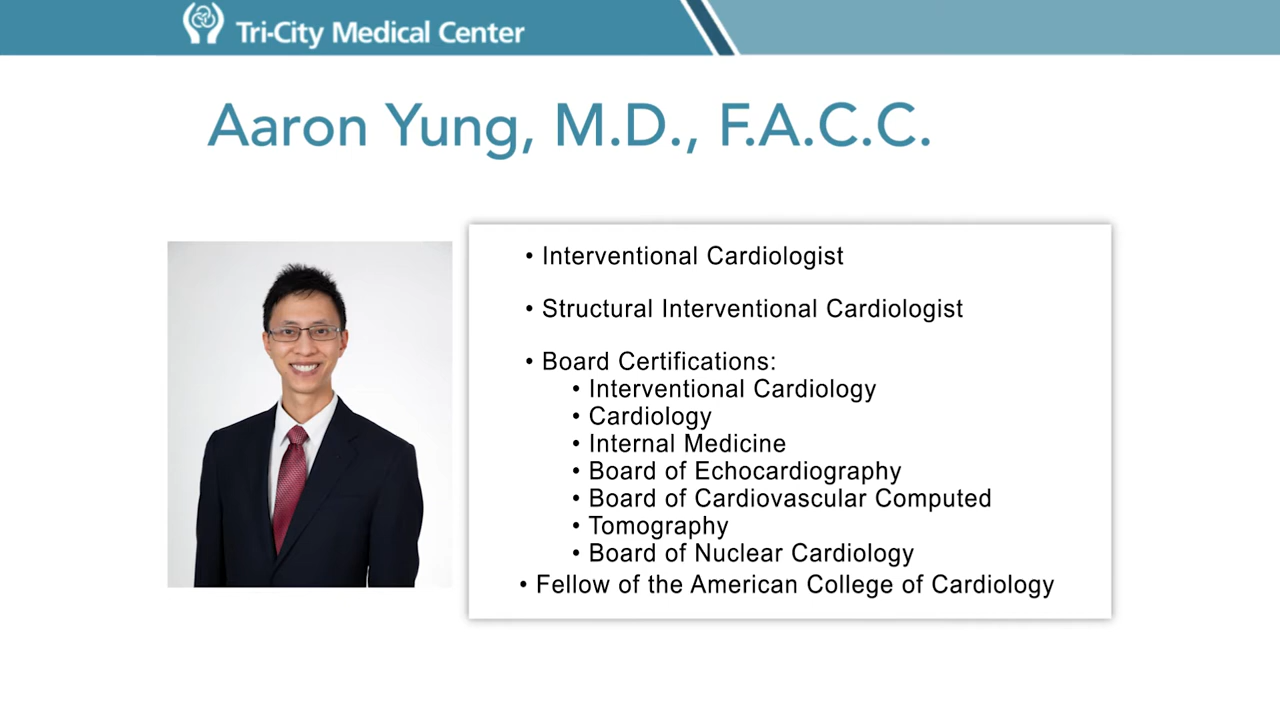 Tri-City Medical Center
Aaron Yung, M.D., F.A.C.C.
• Interventional Cardiologist
• Structural Interventional Cardiologist
• Board Certifications:
• Interventional Cardiology
• Cardiology
• Internal Medicine
• Board of Echocardiography
• Board of Cardiovascular Computed
• Tomography
• Board of Nuclear Cardiology
• Fellow of the American College of Cardiology